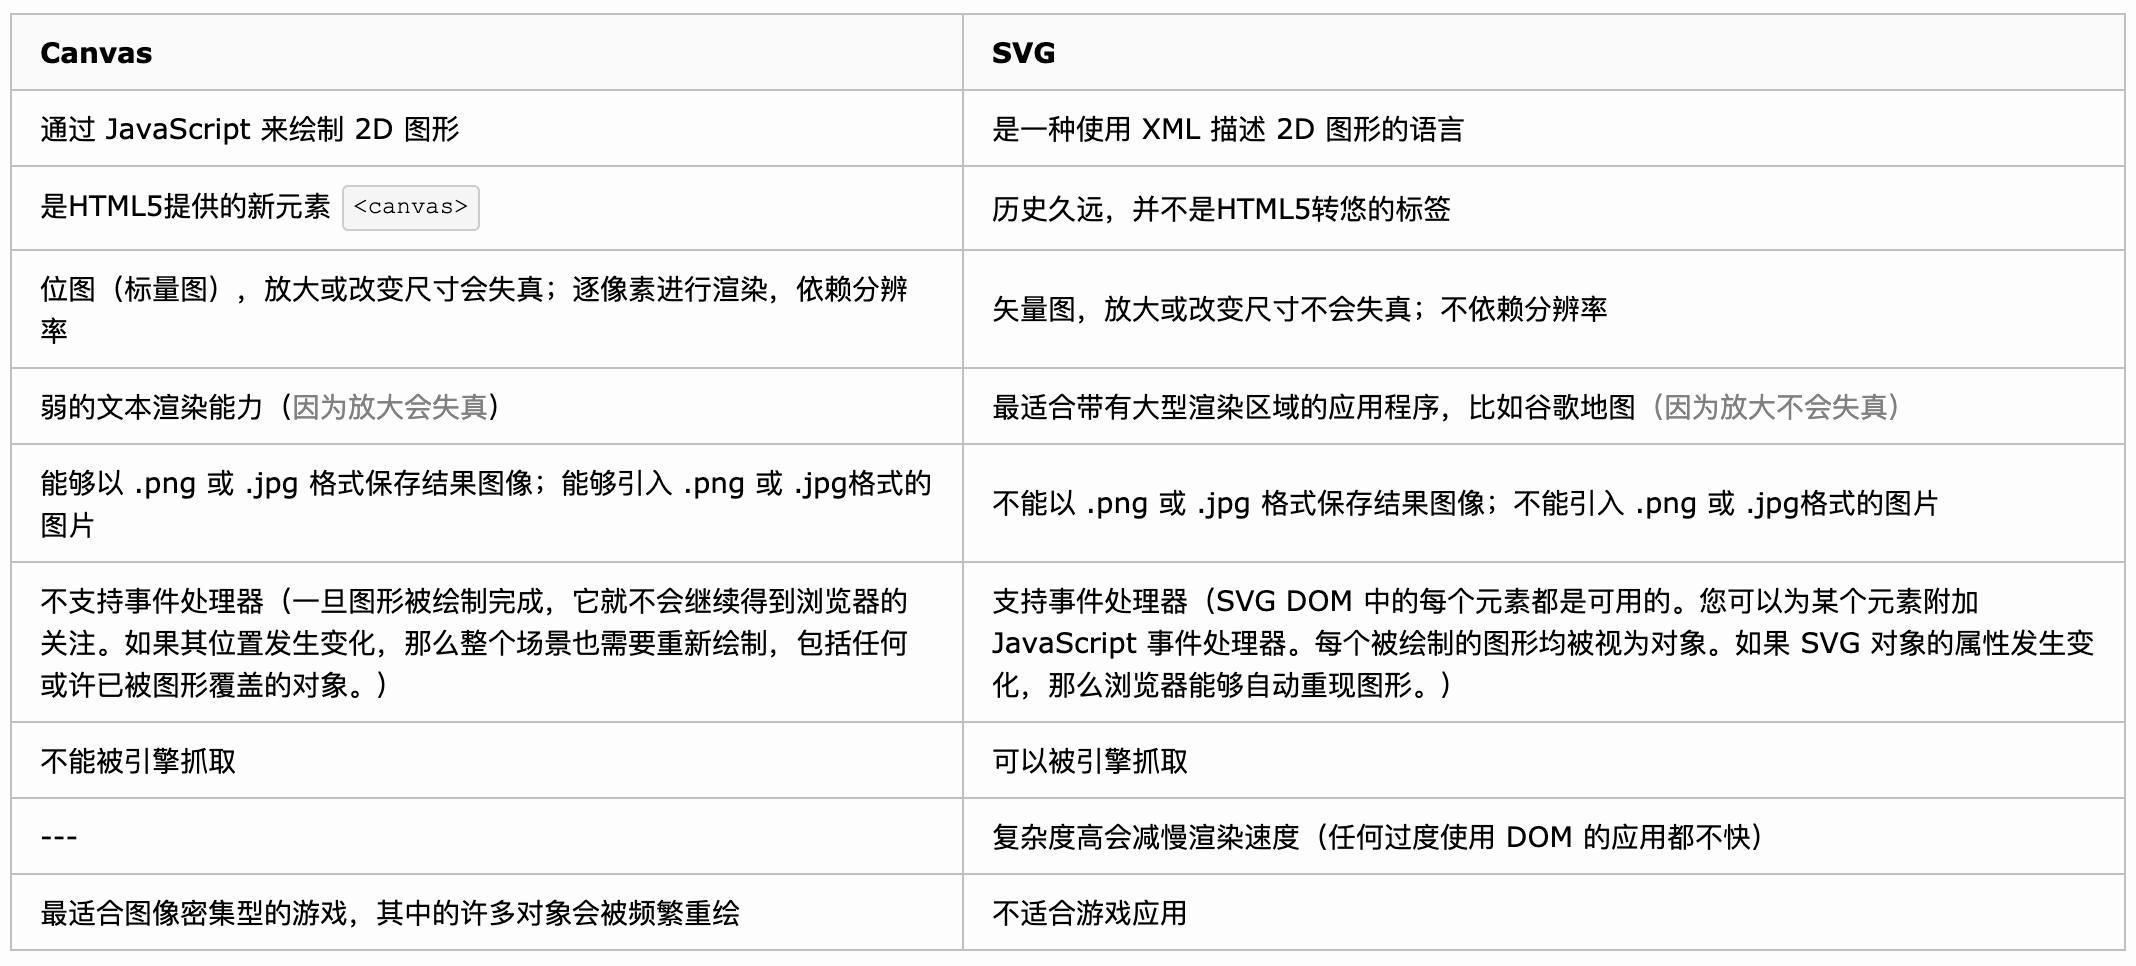 Canvas
SVG
通过 JavaScript 来绘制 2D 图形
是一种使用 XML 描述 2D 图形的语言
是HTML5提供的新元素 <canvas>
历史久远，并不是HTML5转悠的标签
位图（标量图），放大或改变尺寸会失真；逐像素进行渲染，依赖分辨
率
矢量图，放大或改变尺寸不会失真；不依赖分辨率
弱的文本渲染能力（因为放大会失真）
最适合带有大型渲染区域的应用程序，比如谷歌地图（因为放大不会失真）
能够以 .png 或 .jpg 格式保存结果图像；能够引入 .png 或 .jpg格式的
图片
不能以 .png 或 .jpg 格式保存结果图像；不能引入 .png 或 .jpg格式的图片
不支持事件处理器（一旦图形被绘制完成，它就不会继续得到浏览器的
关注。如果其位置发生变化，那么整个场景也需要重新绘制，包括任何
或许已被图形覆盖的对象。）
支持事件处理器（SVG DOM 中的每个元素都是可用的。您可以为某个元素附加
JavaScript 事件处理器。每个被绘制的图形均被视为对象。如果 SVG 对象的属性发生变
化，那么浏览器能够自动重现图形。）
不能被引擎抓取
可以被引擎抓取
---
复杂度高会减慢渲染速度（任何过度使用 DOM 的应用都不快）
最适合图像密集型的游戏，其中的许多对象会被频繁重绘
不适合游戏应用